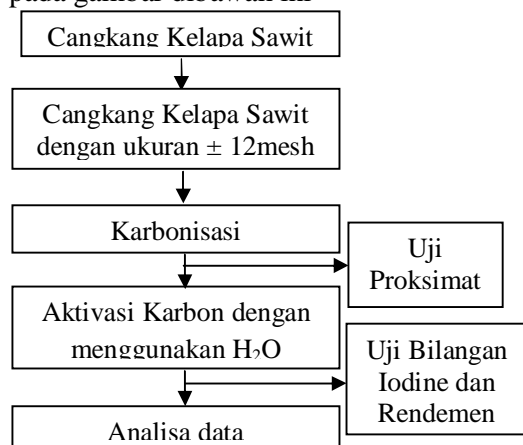 pada gambar dibawah ini
Cangkang Kelapa Sawit
Cangkang Kelapa Sawit
dengan ukuran ± 12mesh
Karbonisasi
Uji
Proksimat
Aktivasi Karbon dengan
menggunakan H₂O
Uji Bilangan
Iodine dan
Rendemen
Analisa data